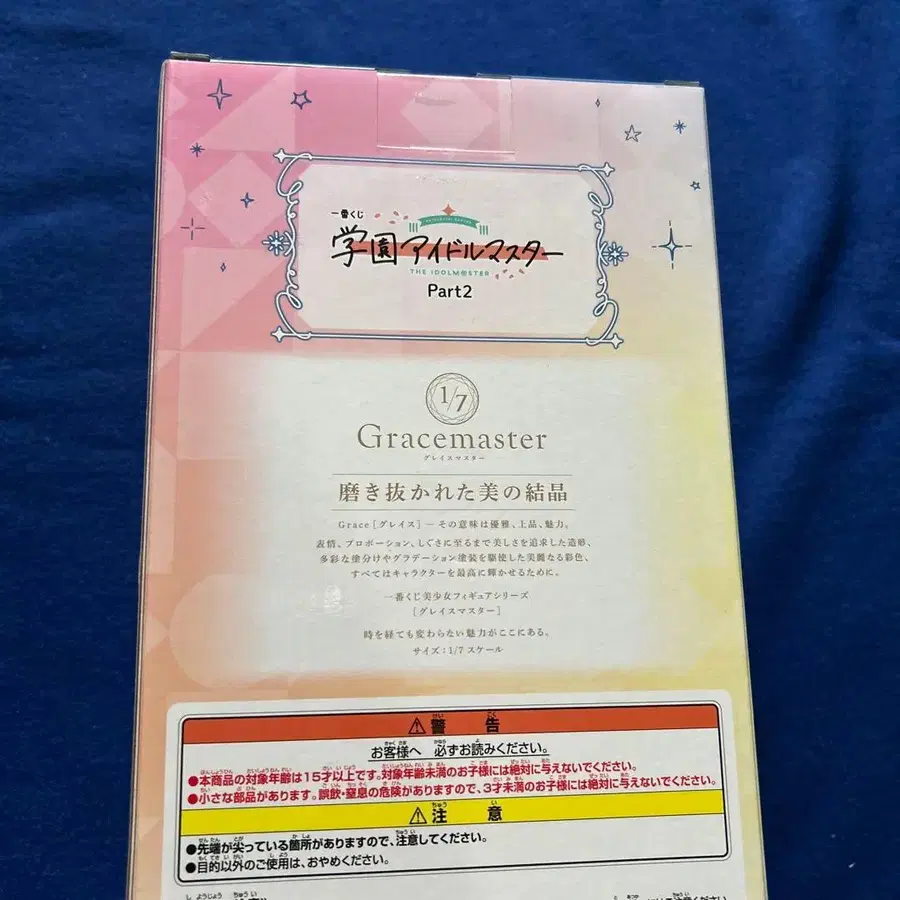 一番くじ
学園アイドルマスター
THE IDOLM@STER
Part2
1/7
Gracemaster
グレイスマスター
磨き抜かれた美の結晶
Grace［グレイス］―その意味は優雅、上品、魅力。
表情、プロポーション、しぐさに至るまで美しさを追求した造形、
多彩な塗分けやグラデーション塗装を駆使した美麗なる彩色、
すべてはキャラクターを最高に輝かせるために。
一番くじ美少女フィギュアシリーズ
［グレイスマスター］
時を経ても変わらない魅力がここにある。
サイズ：1/7スケール
⚠警告
お客様へ 必ずお読みください。
●本商品の対象年齢は15才以上です。対象年齢未満のお子様には絶対に与えないでください。
●小さな部品があります。誤飲・窒息の危険がありますので、3才未満のお子様には絶対に与えないでください。
⚠注意
●先端が尖っている箇所がありますので、注意してください。
●目的以外のご使用は、おやめください。